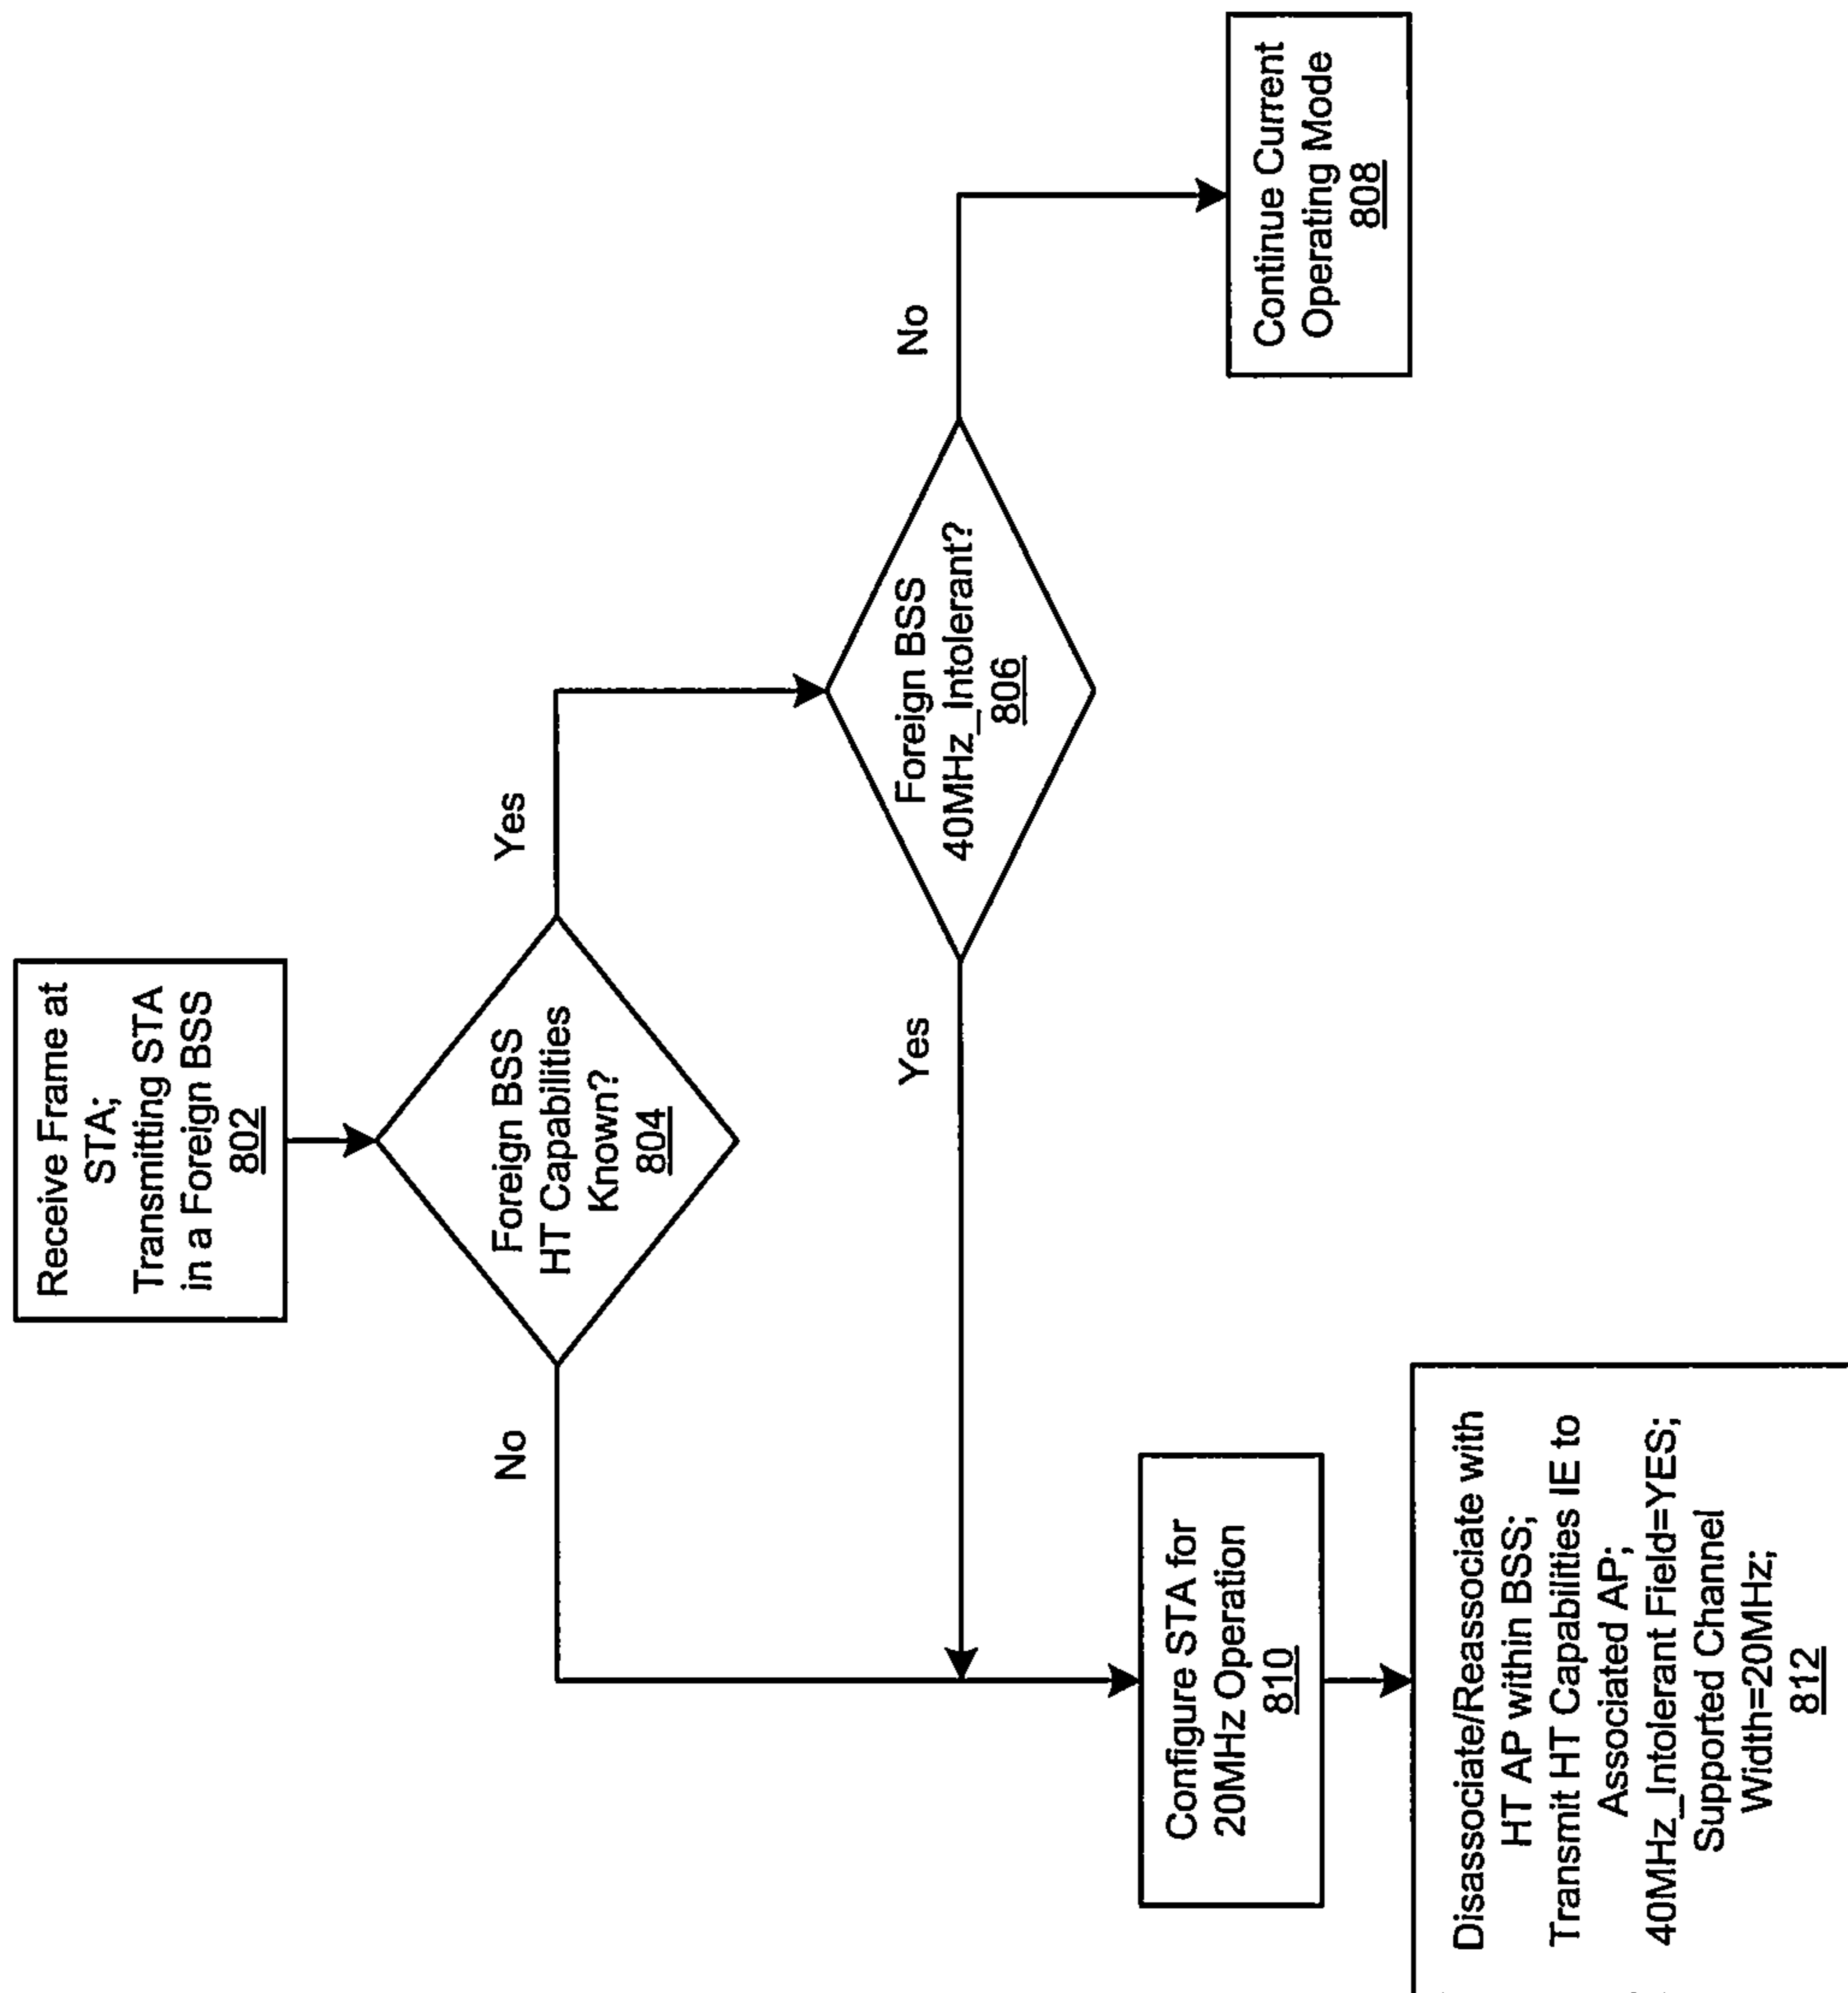 Receive Frame at
STA;
Transmitting STA
in a Foreign BSS
802
Foreign BSS
HT Capabilities
Known?
804
No
Yes
Foreign BSS
40MHz_Intolerant?
806
Yes
No
Continue Current
Operating Mode
808
Configure STA for
20MHz Operation
810
Disassociate/Reassociate with
HT AP within BSS;
Transmit HT Capabilities IE to
Associated AP;
40MHz_Intolerant Field=YES;
Supported Channel
Width=20MHz;
812